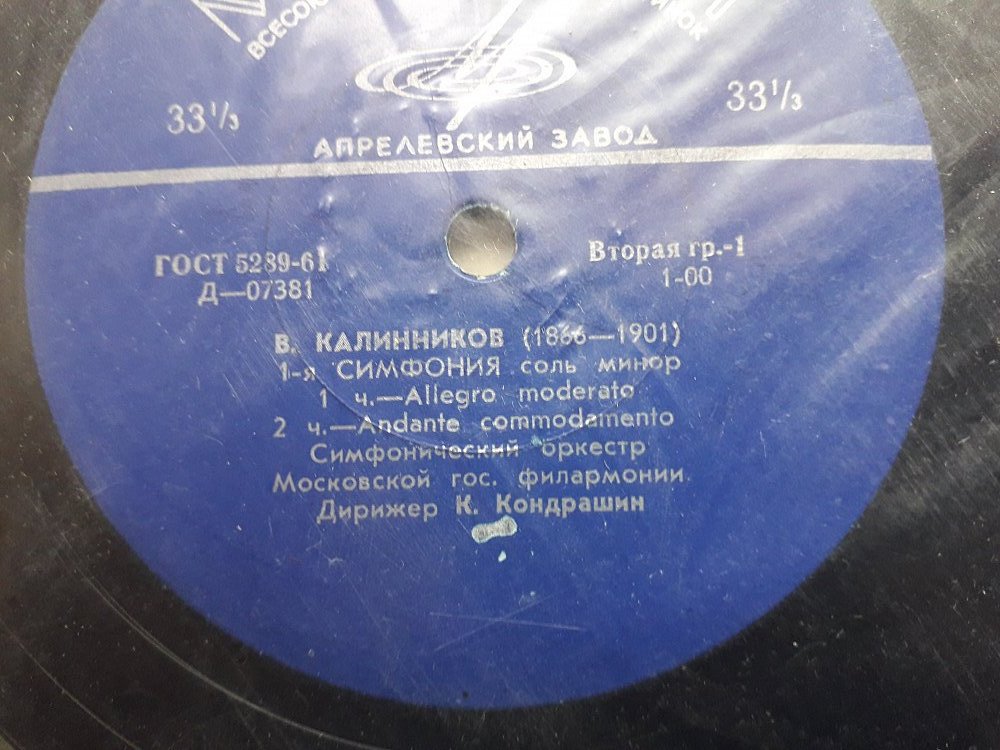 33⅓ 33⅓
АПРЕЛЕВСКИЙ ЗАВОД
ГОСТ 5289-61 Вторая гр.-1
Д—07381 1-00
В. КАЛИННИКОВ (1866—1901)
1-я СИМФОНИЯ соль минор
1 ч.—Allegro moderato
2 ч.—Andante commodamento
Симфонический оркестр
Московской гос. филармонии.
Дирижер К. Кондрашин